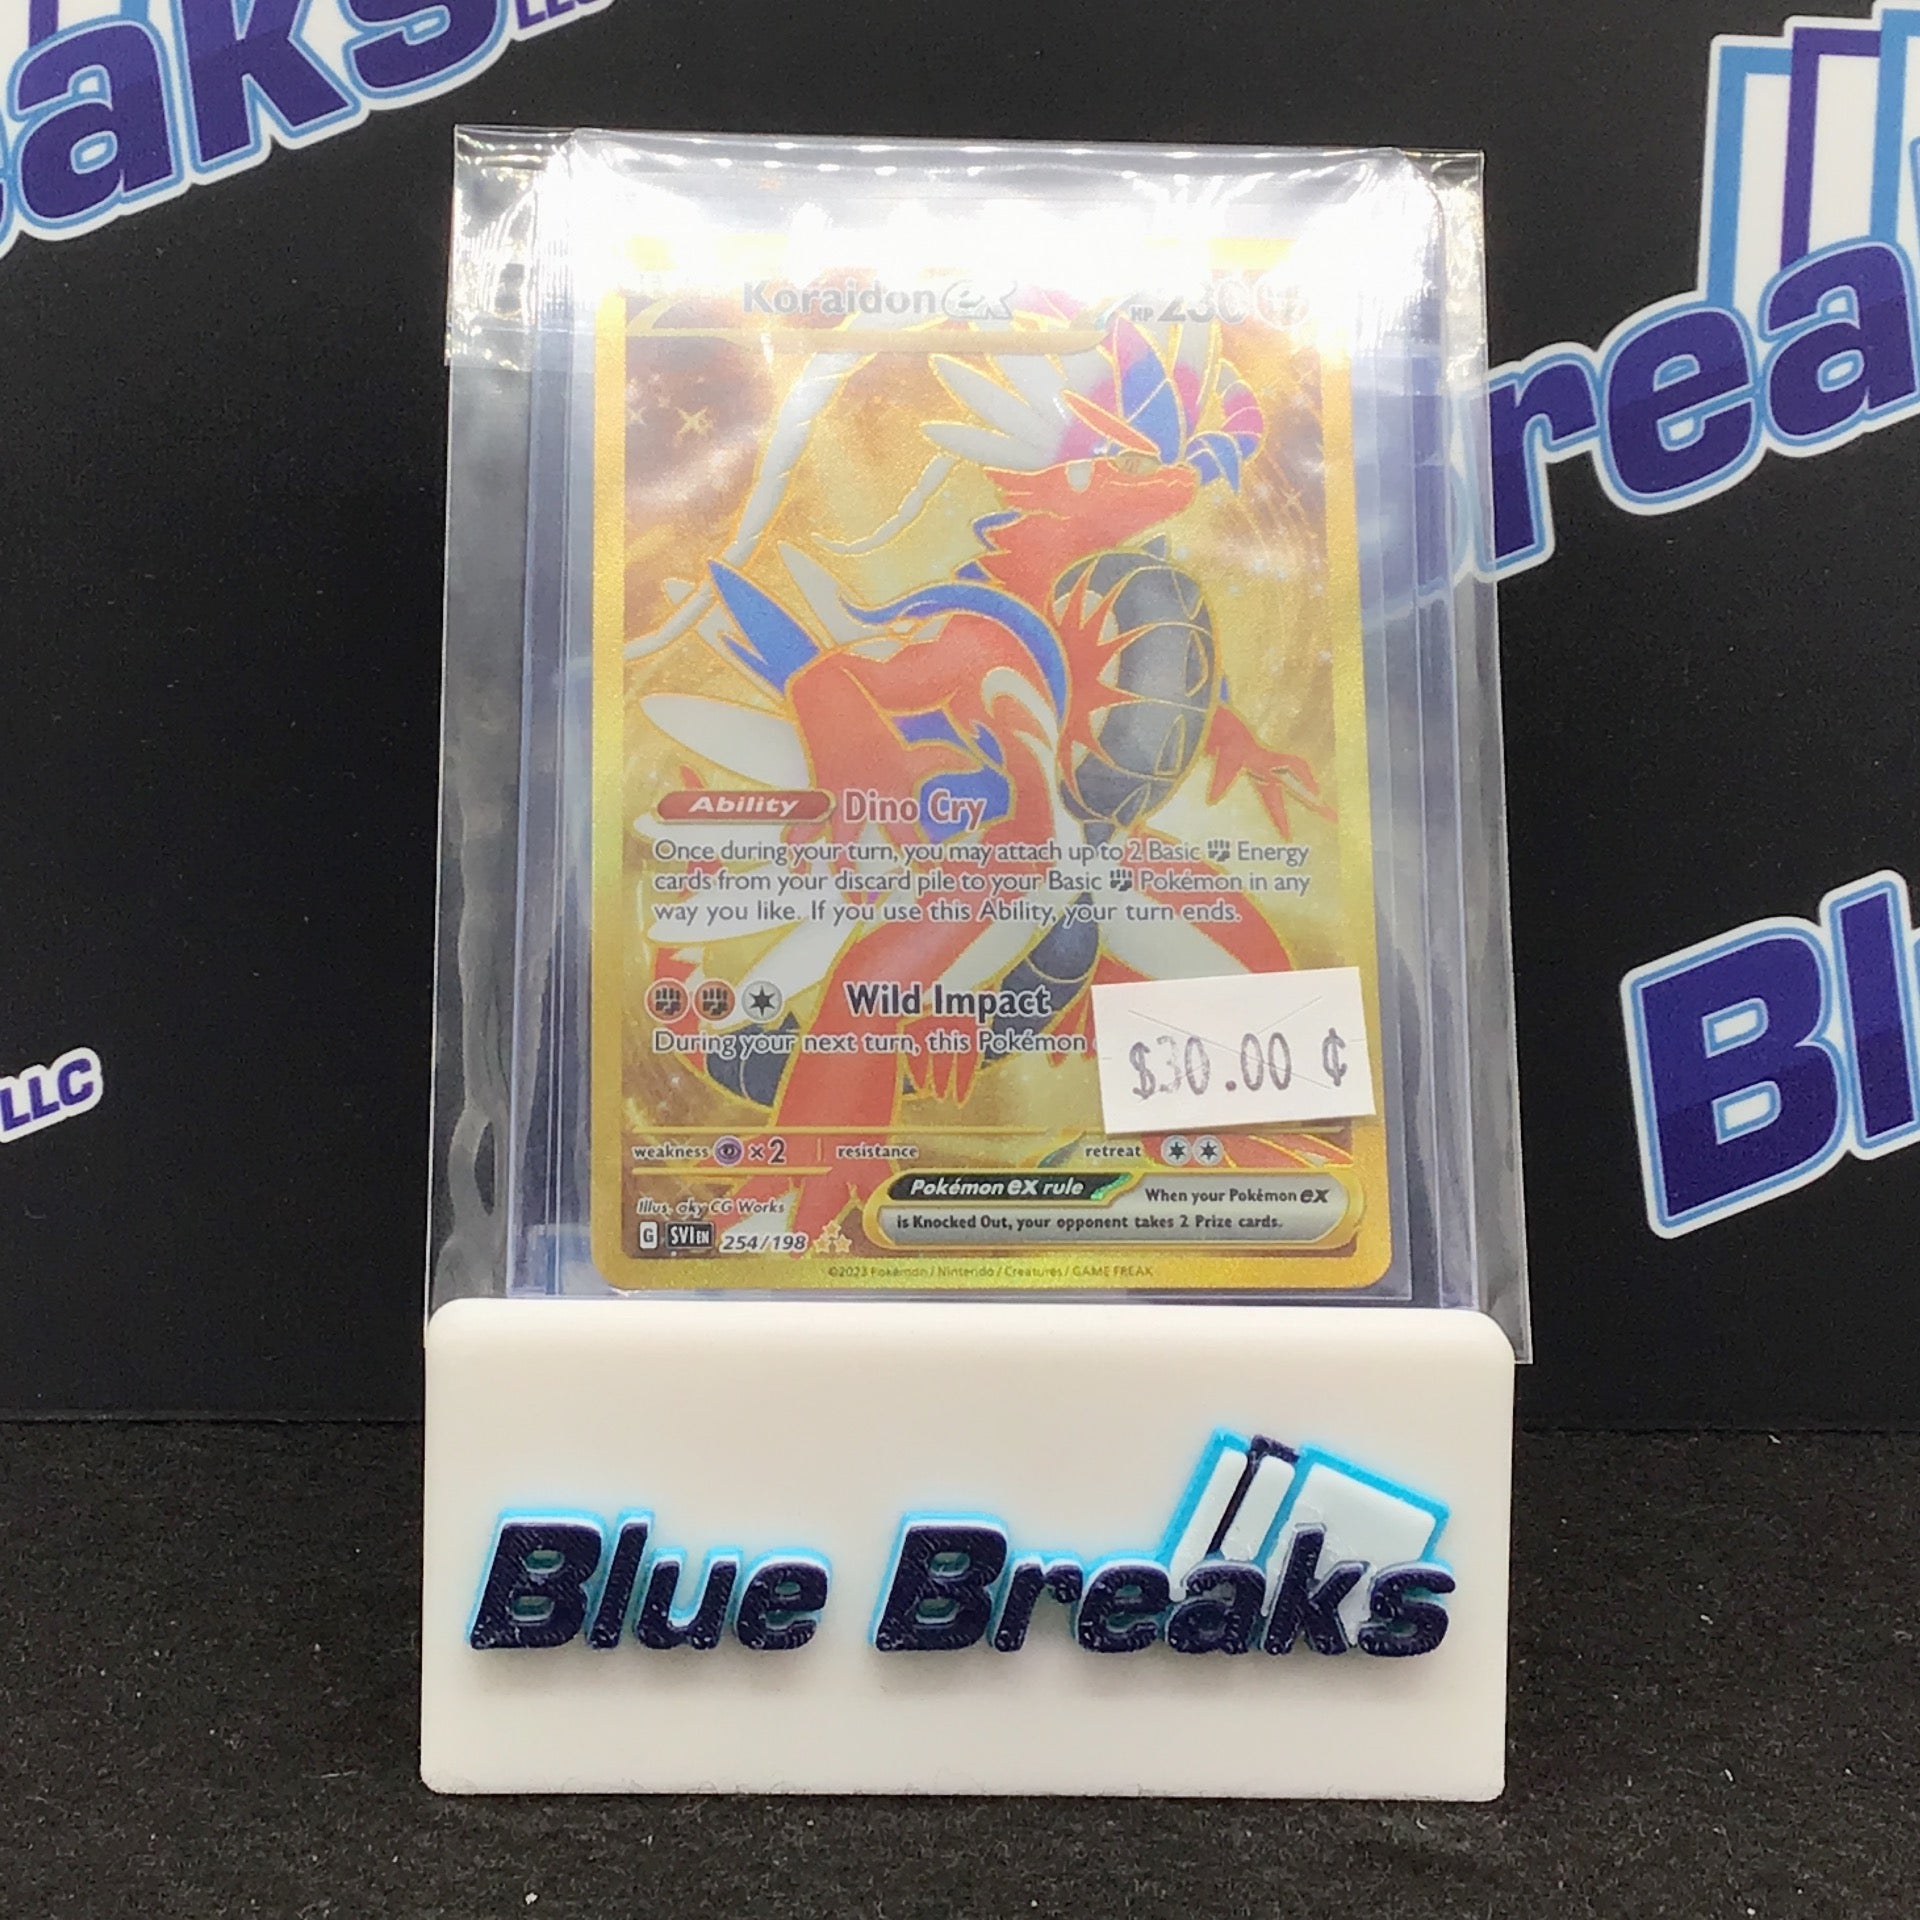 eaks
LLC
Brea
Koraidon ex
HP 230
Ability Dino Cry
Once during your turn, you may attach up to 2 Basic Energy
cards from your discard pile to your Basic Pokémon in any
way you like. If you use this Ability, your turn ends.
Wild Impact
During your next turn, this Pokémon
$30.00 ¢
weakness ×2 resistance retreat
Illus. aky CG Works
Pokémon ex rule When your Pokémon ex
is Knocked Out, your opponent takes 2 Prize cards.
G SVI EN 254/198
©2023 Pokémon / Nintendo / Creatures / GAME FREAK
LLC
Bl
Blue Breaks